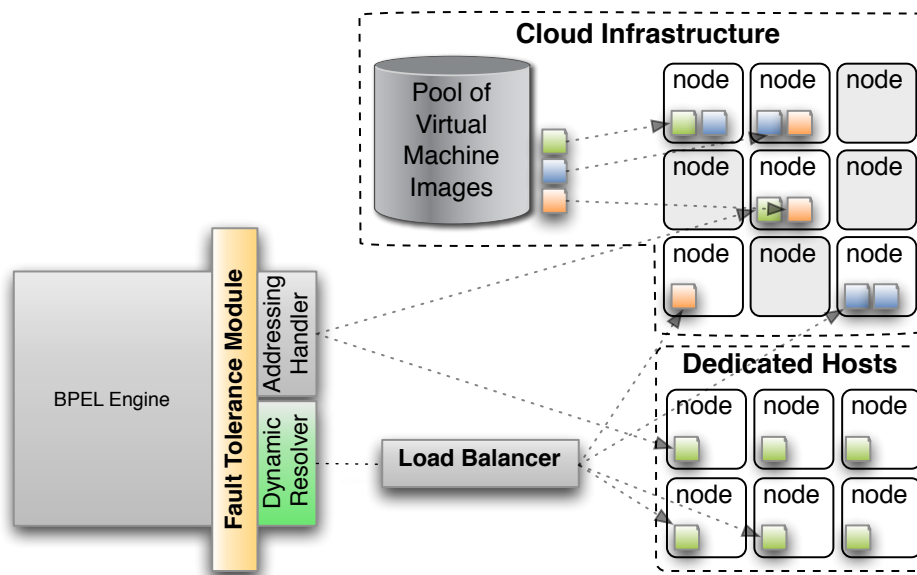 Cloud Infrastructure
Pool of
Virtual
Machine
Images
node
node
node
node
node
node
node
node
node
BPEL Engine
Fault Tolerance Module
Addressing
Handler
Dynamic
Resolver
Load Balancer
Dedicated Hosts
node
node
node
node
node
node